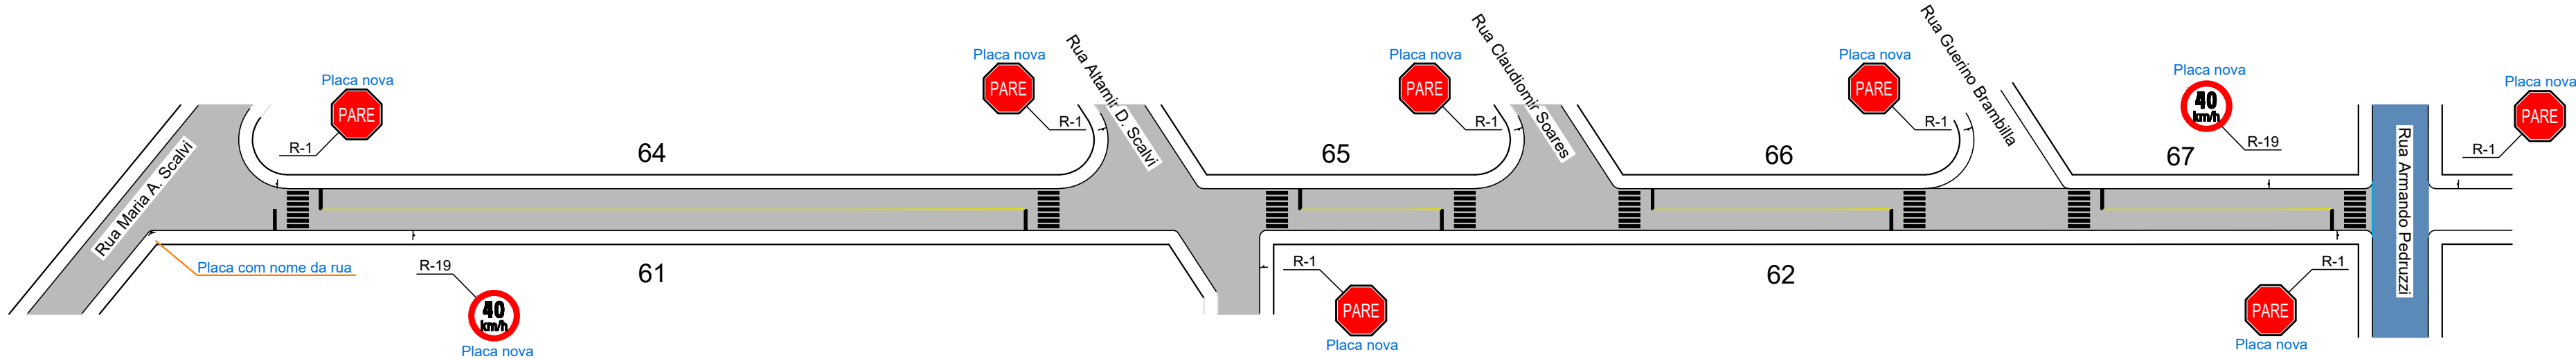 Placa nova
PARE
R-1
Placa nova
PARE
R-1
Rua Altamir D. Scalvi
Placa nova
PARE
R-1
Rua Claudiomir Soares
Placa nova
PARE
R-1
Rua Guerino Brambilla
Placa nova
40
km/h
R-19
Placa nova
PARE
R-1
64
65
66
67
Rua Maria A. Scalvi
Rua Armando Pedruzzi
Placa com nome da rua
R-19
40
km/h
Placa nova
61
R-1
PARE
Placa nova
62
R-1
PARE
Placa nova